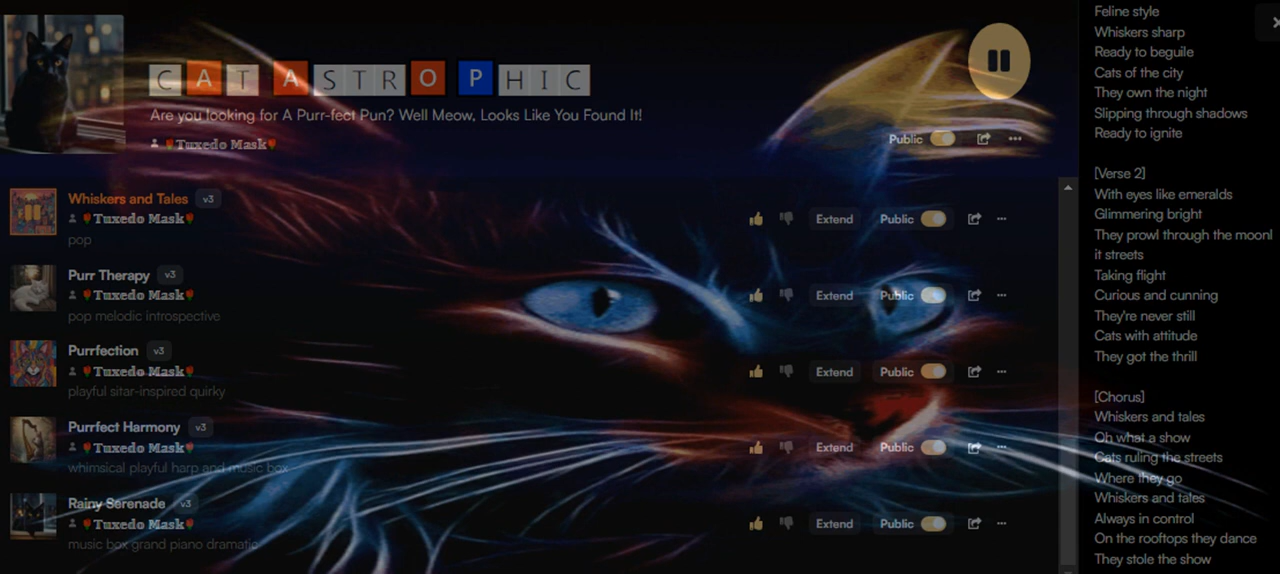 CATASTROPHIC
Are you looking for A Purr-fect Pun? Well Meow, Looks Like You Found It!
🌹Tuxedo Mask🌹
Public
Whiskers and Tales v3
🌹Tuxedo Mask🌹
pop
Extend Public
Purr Therapy v3
🌹Tuxedo Mask🌹
pop melodic introspective
Extend Public
Purrfection v3
🌹Tuxedo Mask🌹
playful sitar-inspired quirky
Extend Public
Purrfect Harmony v3
🌹Tuxedo Mask🌹
whimsical playful harp and music box
Extend Public
Rainy Serenade v3
🌹Tuxedo Mask🌹
music box grand piano dramatic
Extend Public
Feline style
Whiskers sharp
Ready to beguile
Cats of the city
They own the night
Slipping through shadows
Ready to ignite
[Verse 2]
With eyes like emeralds
Glimmering bright
They prowl through the moonl
it streets
Taking flight
Curious and cunning
They're never still
Cats with attitude
They got the thrill
[Chorus]
Whiskers and tales
Oh what a show
Cats ruling the streets
Where they go
Whiskers and tales
Always in control
On the rooftops they dance
They stole the show